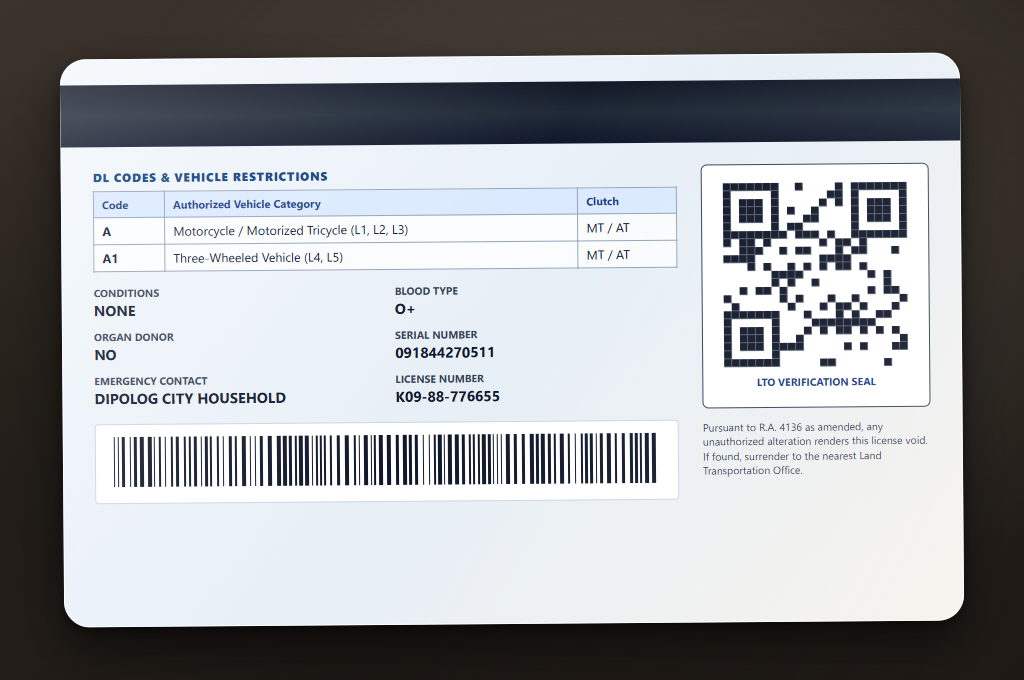 DL CODES & VEHICLE RESTRICTIONS
Code Authorized Vehicle Category Clutch
A Motorcycle / Motorized Tricycle (L1, L2, L3) MT / AT
A1 Three-Wheeled Vehicle (L4, L5) MT / AT
CONDITIONS
NONE
BLOOD TYPE
O+
ORGAN DONOR
NO
SERIAL NUMBER
091844270511
EMERGENCY CONTACT
DIPOLOG CITY HOUSEHOLD
LICENSE NUMBER
K09-88-776655
LTO VERIFICATION SEAL
Pursuant to R.A. 4136 as amended, any
unauthorized alteration renders this license void.
If found, surrender to the nearest Land
Transportation Office.